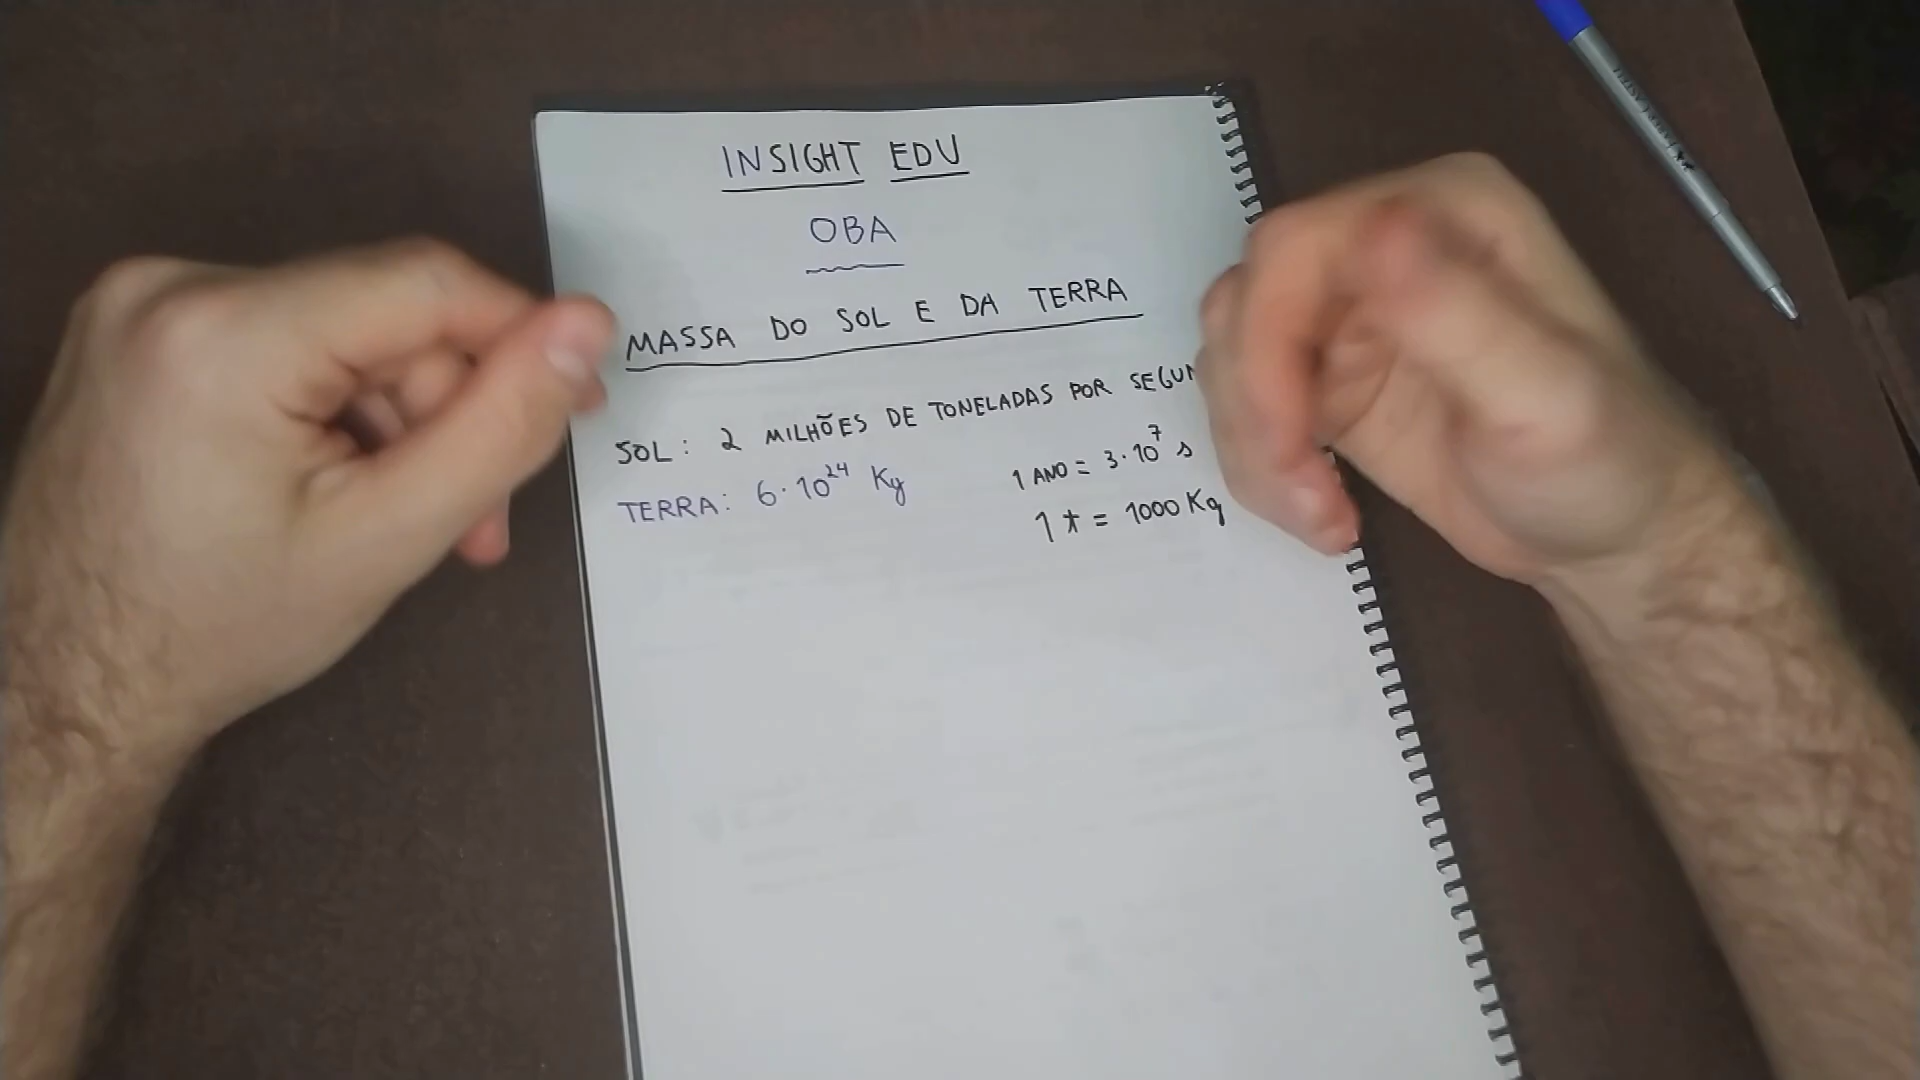 INSIGHT EDU
OBA
MASSA DO SOL E DA TERRA
SOL: 2 MILHÕES DE TONELADAS POR SEGUN
TERRA: 6·10²⁴ Kg
1 ANO = 3·10⁷ s
1 t = 1000 Kg